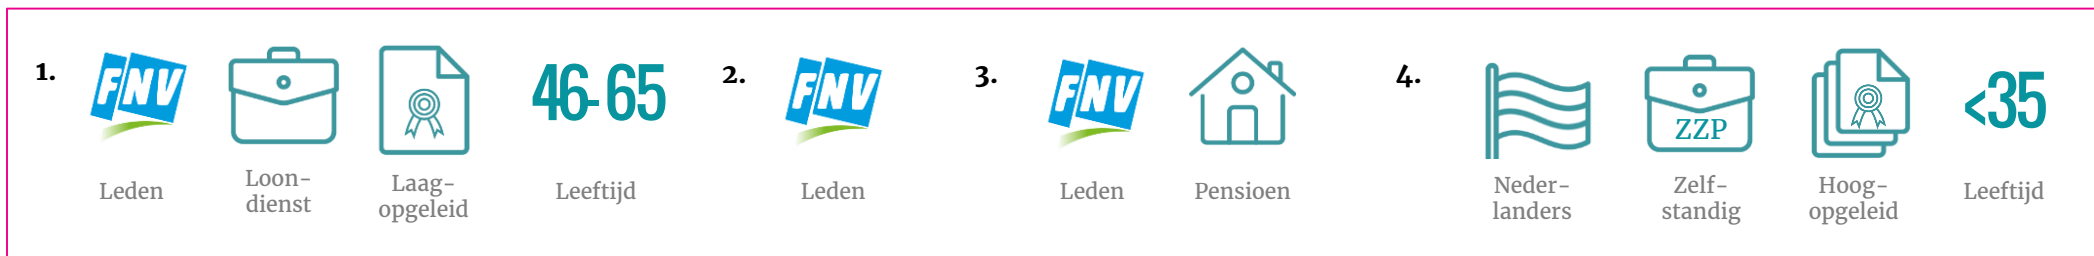 1.
FNV
Leden
Loon-
dienst
Laag-
opgeleid
46-65
Leeftijd
2.
FNV
Leden
3.
FNV
Leden
Pensioen
4.
Neder-
landers
ZZP
Zelf-
standig
Hoog-
opgeleid
<35
Leeftijd